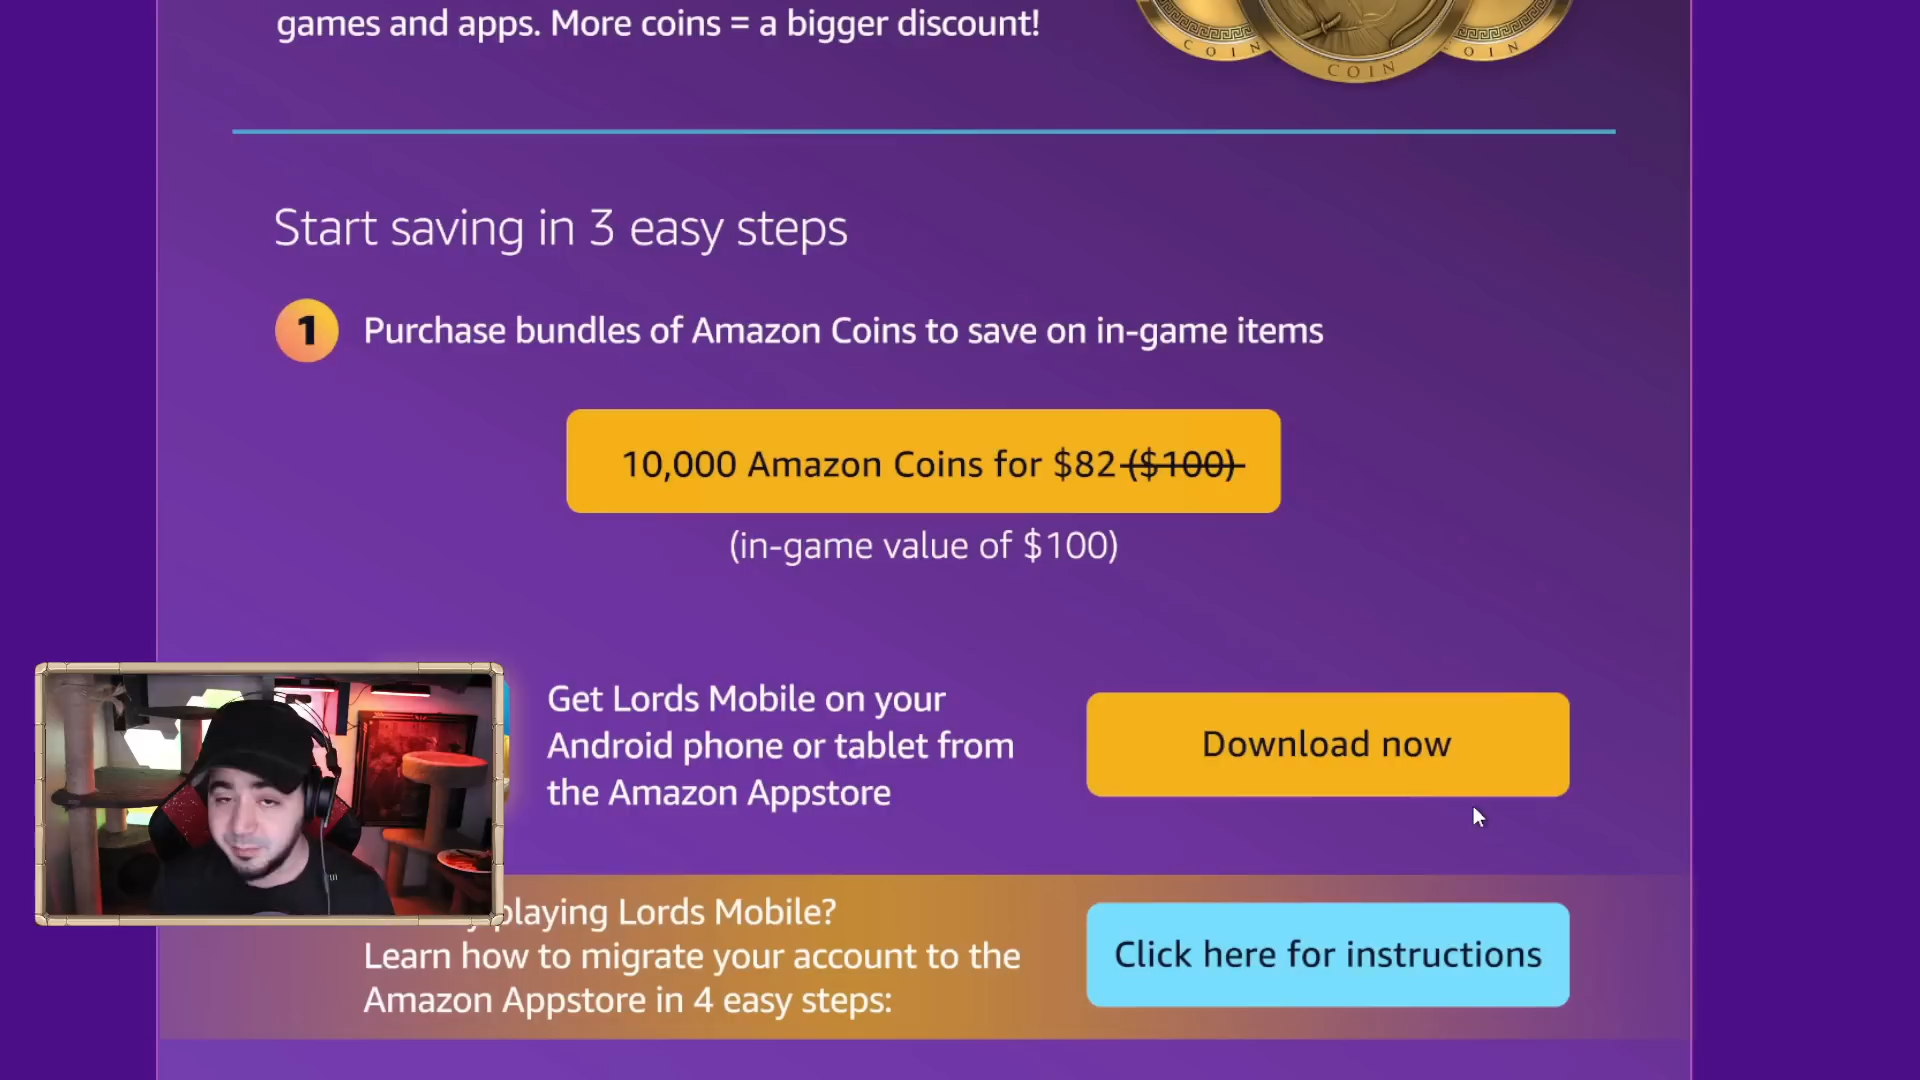 games and apps. More coins = a bigger discount!
COIN
COIN
OIN
Start saving in 3 easy steps
1 Purchase bundles of Amazon Coins to save on in-game items
10,000 Amazon Coins for $82 ($100)
(in-game value of $100)
Get Lords Mobile on your
Android phone or tablet from
the Amazon Appstore
Download now
playing Lords Mobile?
Learn how to migrate your account to the
Amazon Appstore in 4 easy steps:
Click here for instructions